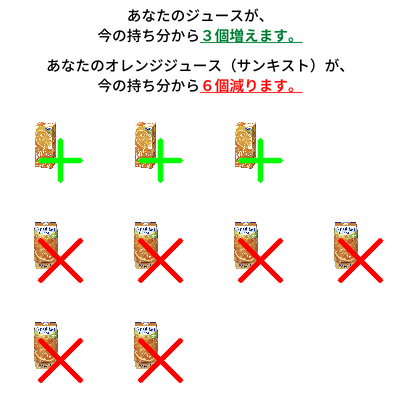 あなたのジュースが、
今の持ち分から３個増えます。
あなたのオレンジジュース（サンキスト）が、
今の持ち分から６個減ります。